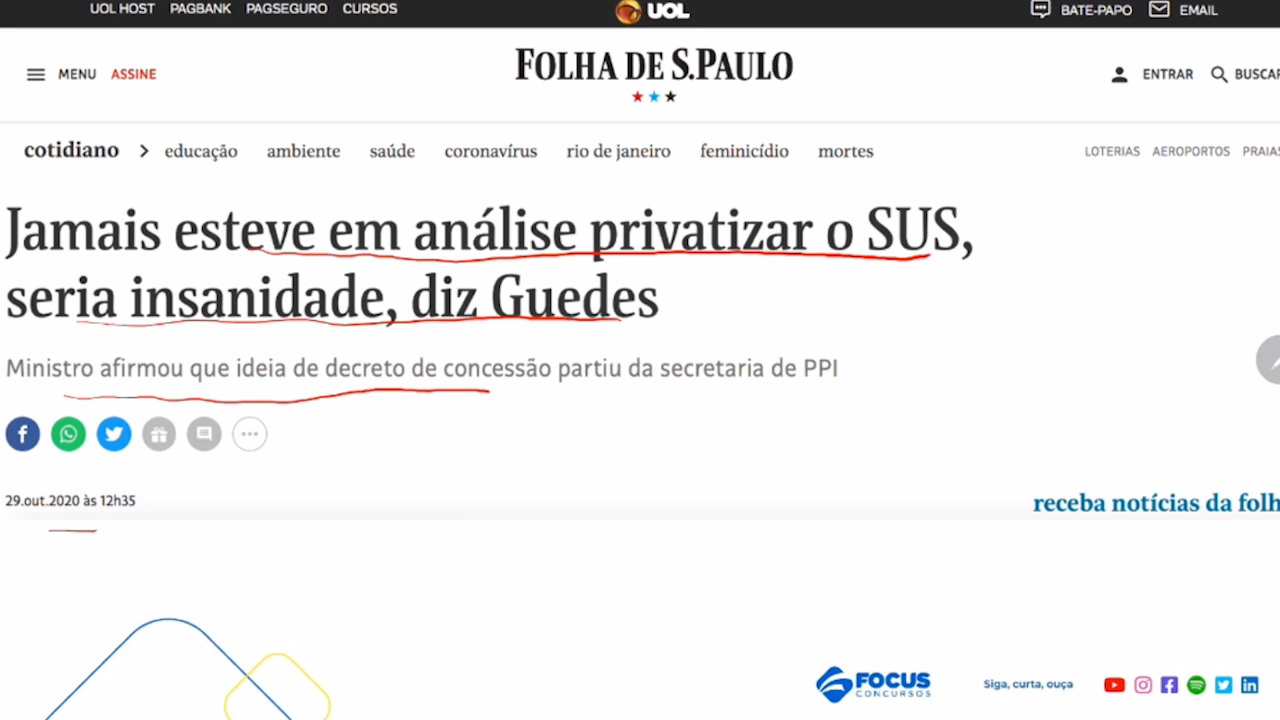 UOL HOST PAGBANK PAGSEGURO CURSOS UOL BATE-PAPO EMAIL
MENU ASSINE FOLHA DE S.PAULO ENTRAR BUSCAR
cotidiano > educação ambiente saúde coronavírus rio de janeiro feminicídio mortes LOTERIAS AEROPORTOS PRAIAS
Jamais esteve em análise privatizar o SUS,
seria insanidade, diz Guedes
Ministro afirmou que ideia de decreto de concessão partiu da secretaria de PPI
29.out.2020 às 12h35
receba notícias da folh
FOCUS
CONCURSOS
Siga, curta, ouça